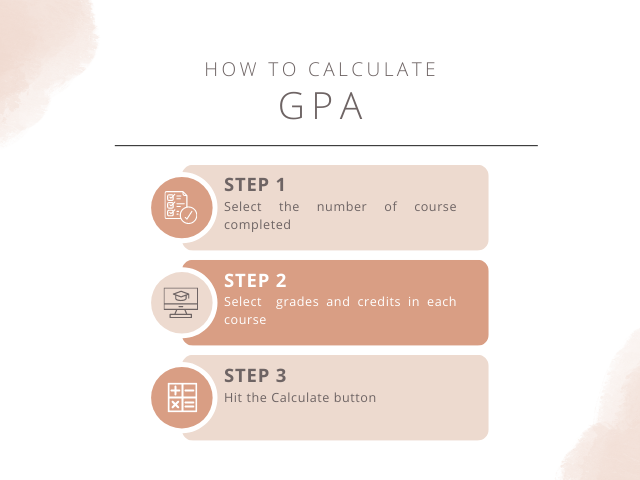 HOW TO CALCULATE
GPA
STEP 1
Select the number of course
completed
STEP 2
Select grades and credits in each
course
STEP 3
Hit the Calculate button